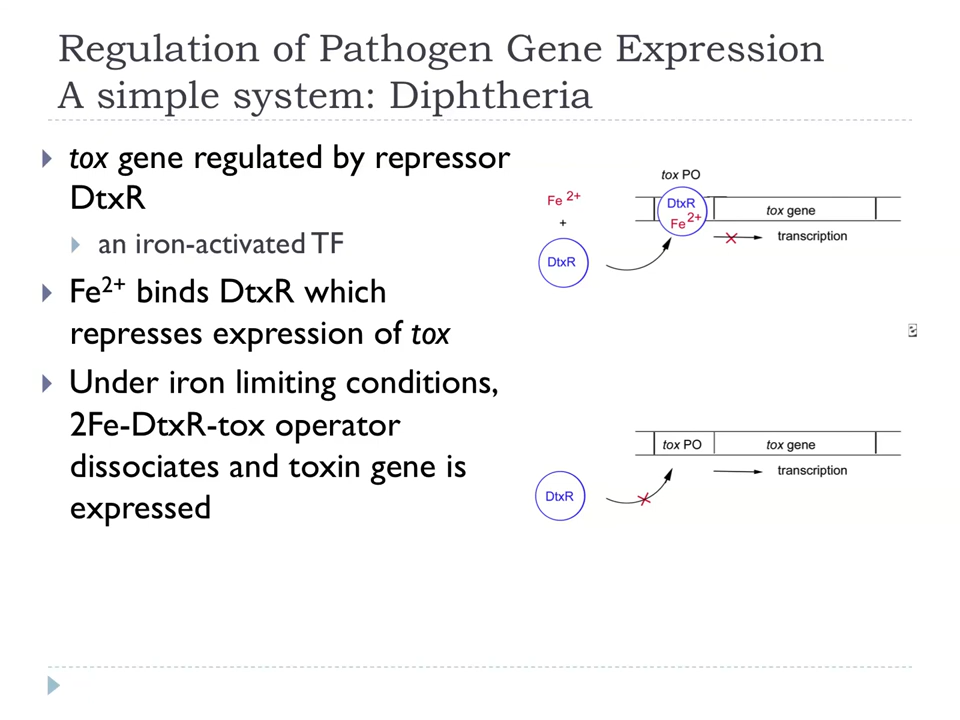 Regulation of Pathogen Gene Expression
A simple system: Diphtheria
tox gene regulated by repressor
DtxR
an iron-activated TF
Fe²⁺ binds DtxR which
represses expression of tox
Under iron limiting conditions,
2Fe-DtxR-tox operator
dissociates and toxin gene is
expressed
tox PO
Fe ²⁺
+
DtxR
DtxR
Fe²⁺
tox gene
transcription
tox PO
tox gene
transcription
DtxR